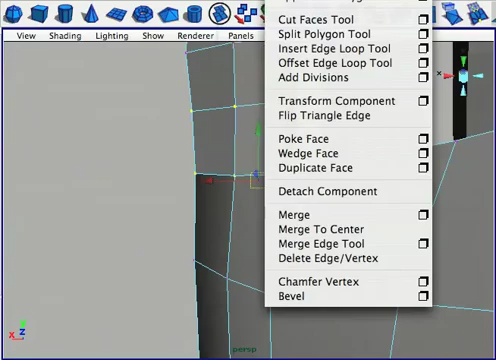 Cut Faces Tool
Split Polygon Tool
Insert Edge Loop Tool
Offset Edge Loop Tool
Add Divisions
Transform Component
Flip Triangle Edge
Poke Face
Wedge Face
Duplicate Face
Detach Component
Merge
Merge To Center
Merge Edge Tool
Delete Edge/Vertex
Chamfer Vertex
Bevel
View Shading Lighting Show Renderer Panels
x
z
x
persp